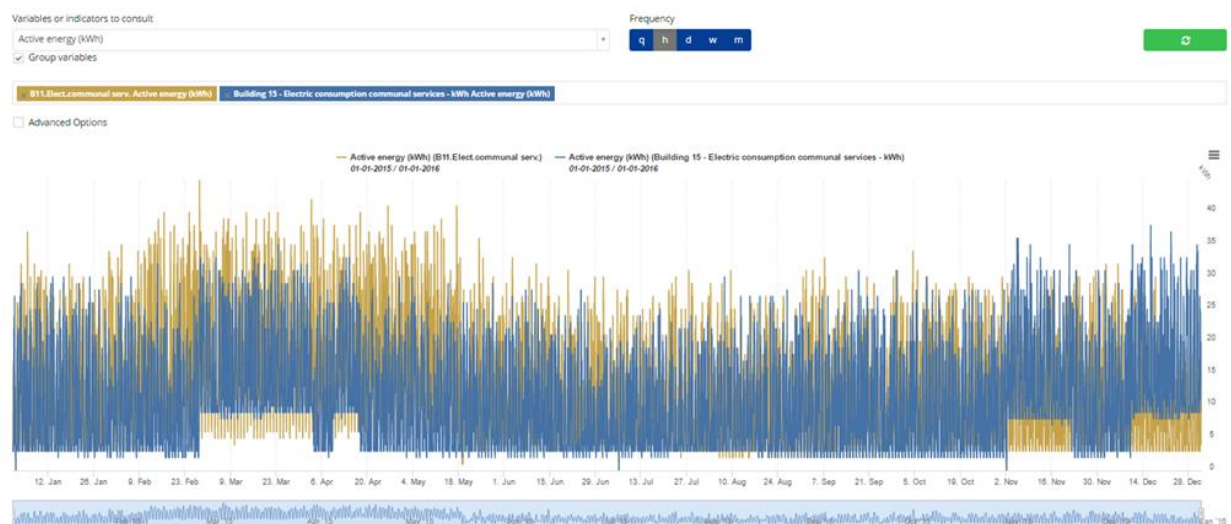 Variables or indicators to consult
Frequency
Active energy (kWh)
q h d w m
Group variables
× B11.Elect.communal serv. Active energy (kWh) × Building 15 - Electric consumption communal services - kWh Active energy (kWh)
Advanced Options
Active energy (kWh) (B11.Elect.communal serv.) Active energy (kWh) (Building 15 - Electric consumption communal services - kWh)
01-01-2015 / 01-01-2016 01-01-2015 / 01-01-2016
kWh
40
35
30
25
20
15
10
5
0
12. Jan 26. Jan 9. Feb 23. Feb 9. Mar 23. Mar 6. Apr 20. Apr 4. May 18. May 1. Jun 15. Jun 29. Jun 13. Jul 27. Jul 10. Aug 24. Aug 7. Sep 21. Sep 5. Oct 19. Oct 2. Nov 16. Nov 30. Nov 14. Dec 28. Dec